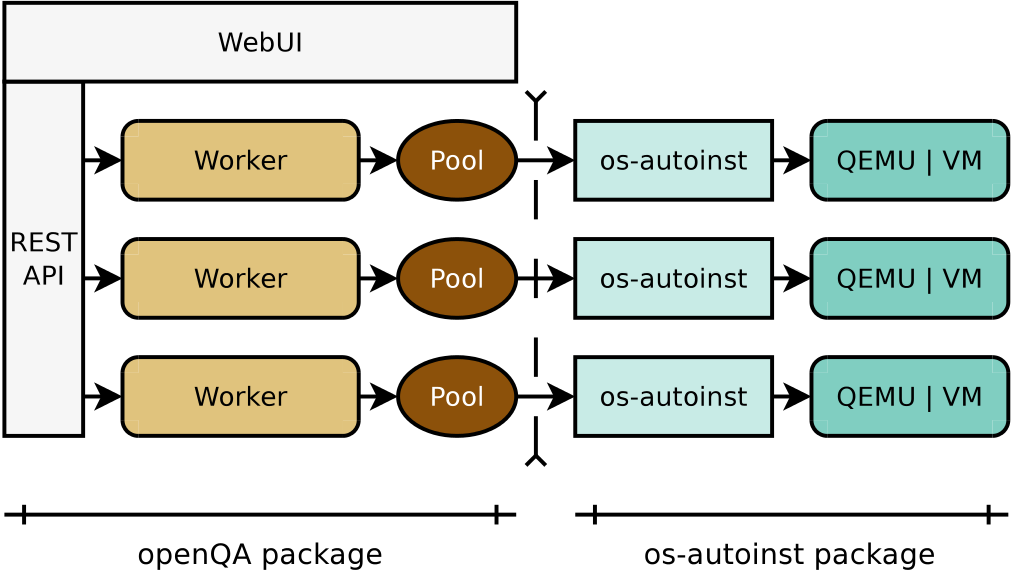 WebUI
REST
API
Worker
Pool
os-autoinst
QEMU | VM
Worker
Pool
os-autoinst
QEMU | VM
Worker
Pool
os-autoinst
QEMU | VM
openQA package
os-autoinst package